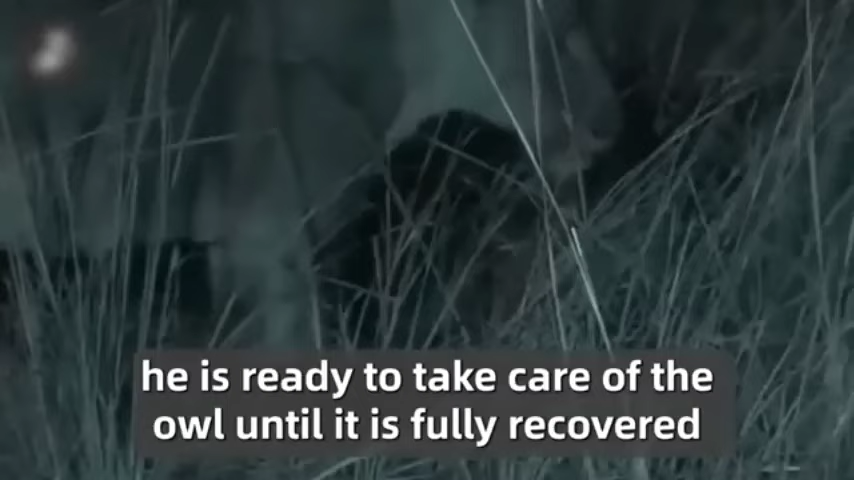 he is ready to take care of the
owl until it is fully recovered